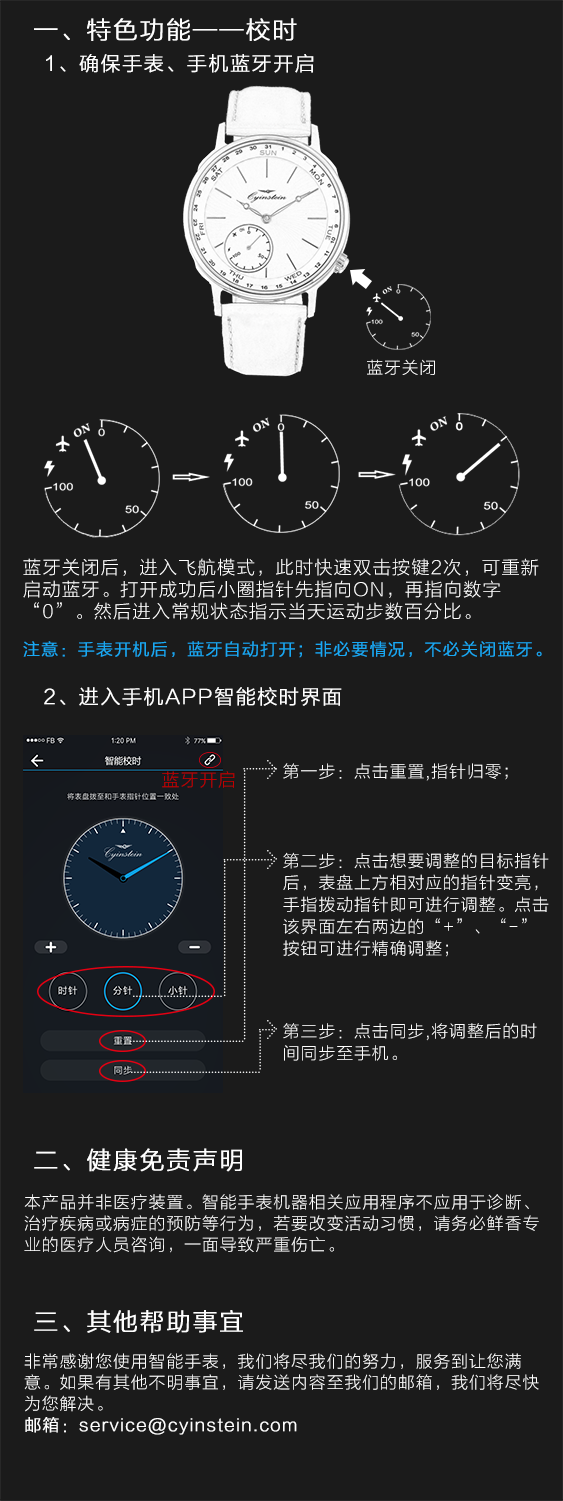 一、特色功能——校时
1、确保手表、手机蓝牙开启
SUN
MON
TUE
WED
THU
FRI
SAT
Cyinstein
ON
0
50
100
ON
100
50
蓝牙关闭
ON
0
100
50
ON
0
100
50
ON
0
100
50
蓝牙关闭后，进入飞航模式，此时快速双击按键2次，可重新
启动蓝牙。打开成功后小圈指针先指向ON，再指向数字
“0”。然后进入常规状态指示当天运动步数百分比。
注意：手表开机后，蓝牙自动打开；非必要情况，不必关闭蓝牙。
2、进入手机APP智能校时界面
FB
1:20 PM
77%
智能校时
蓝牙开启
将表盘拨至和手表指针位置一致处
Cyinstein
+
-
时针
分针
小针
重置
同步
第一步：点击重置,指针归零；
第二步：点击想要调整的目标指针
后，表盘上方相对应的指针变亮，
手指拨动指针即可进行调整。点击
该界面左右两边的“+”、“-”
按钮可进行精确调整；
第三步：点击同步,将调整后的时
间同步至手机。
二、健康免责声明
本产品并非医疗装置。智能手表机器相关应用程序不应用于诊断、
治疗疾病或病症的预防等行为，若要改变活动习惯，请务必鲜香专
业的医疗人员咨询，一面导致严重伤亡。
三、其他帮助事宜
非常感谢您使用智能手表，我们将尽我们的努力，服务到让您满
意。如果有其他不明事宜，请发送内容至我们的邮箱，我们将尽快
为您解决。
邮箱：service@cyinstein.com